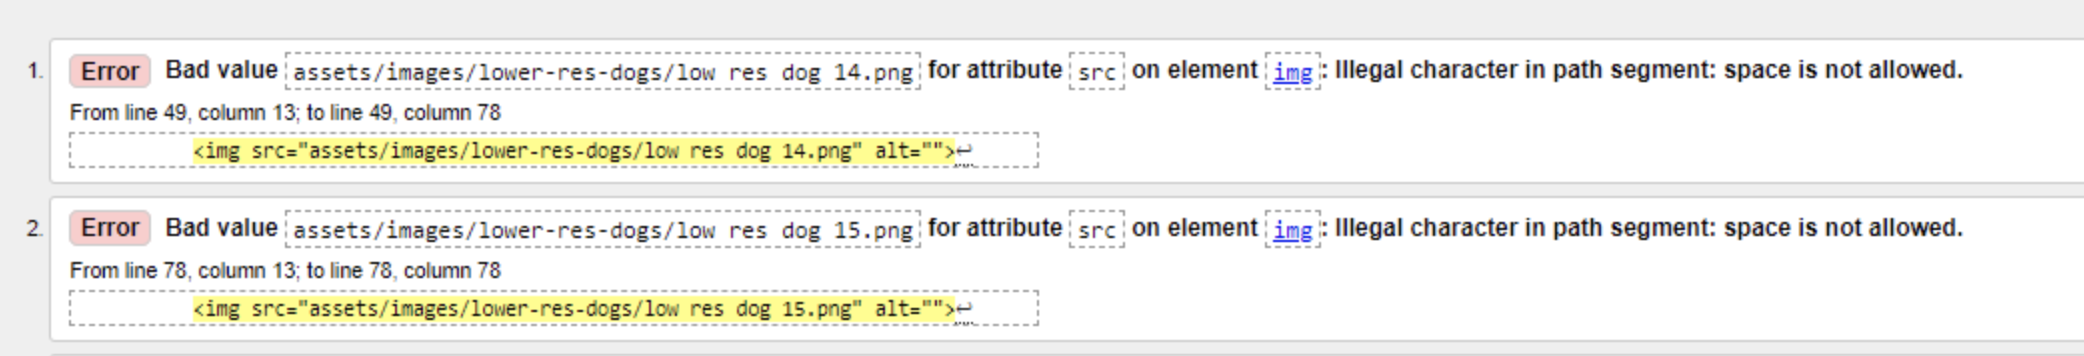 1. Error Bad value assets/images/lower-res-dogs/low res dog 14.png for attribute src on element img: Illegal character in path segment: space is not allowed.
From line 49, column 13; to line 49, column 78
<img src="assets/images/lower-res-dogs/low res dog 14.png" alt="">↩
2. Error Bad value assets/images/lower-res-dogs/low res dog 15.png for attribute src on element img: Illegal character in path segment: space is not allowed.
From line 78, column 13; to line 78, column 78
<img src="assets/images/lower-res-dogs/low res dog 15.png" alt="">↩